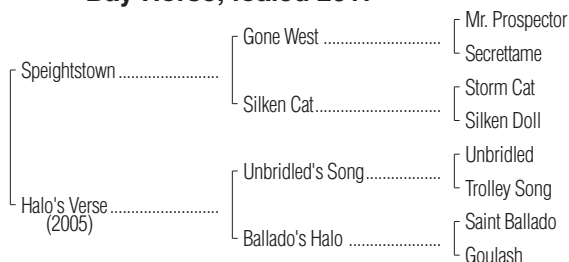 Bay Horse; foaled
Mr. Prospector
Gone West ..............................
Secrettame
Speightstown ..........................
Storm Cat
Silken Cat................................
Silken Doll
Unbridled
Unbridled's Song...................
Trolley Song
Halo's Verse ............................
(2005)
Saint Ballado
Ballado's Halo .......................
Goulash